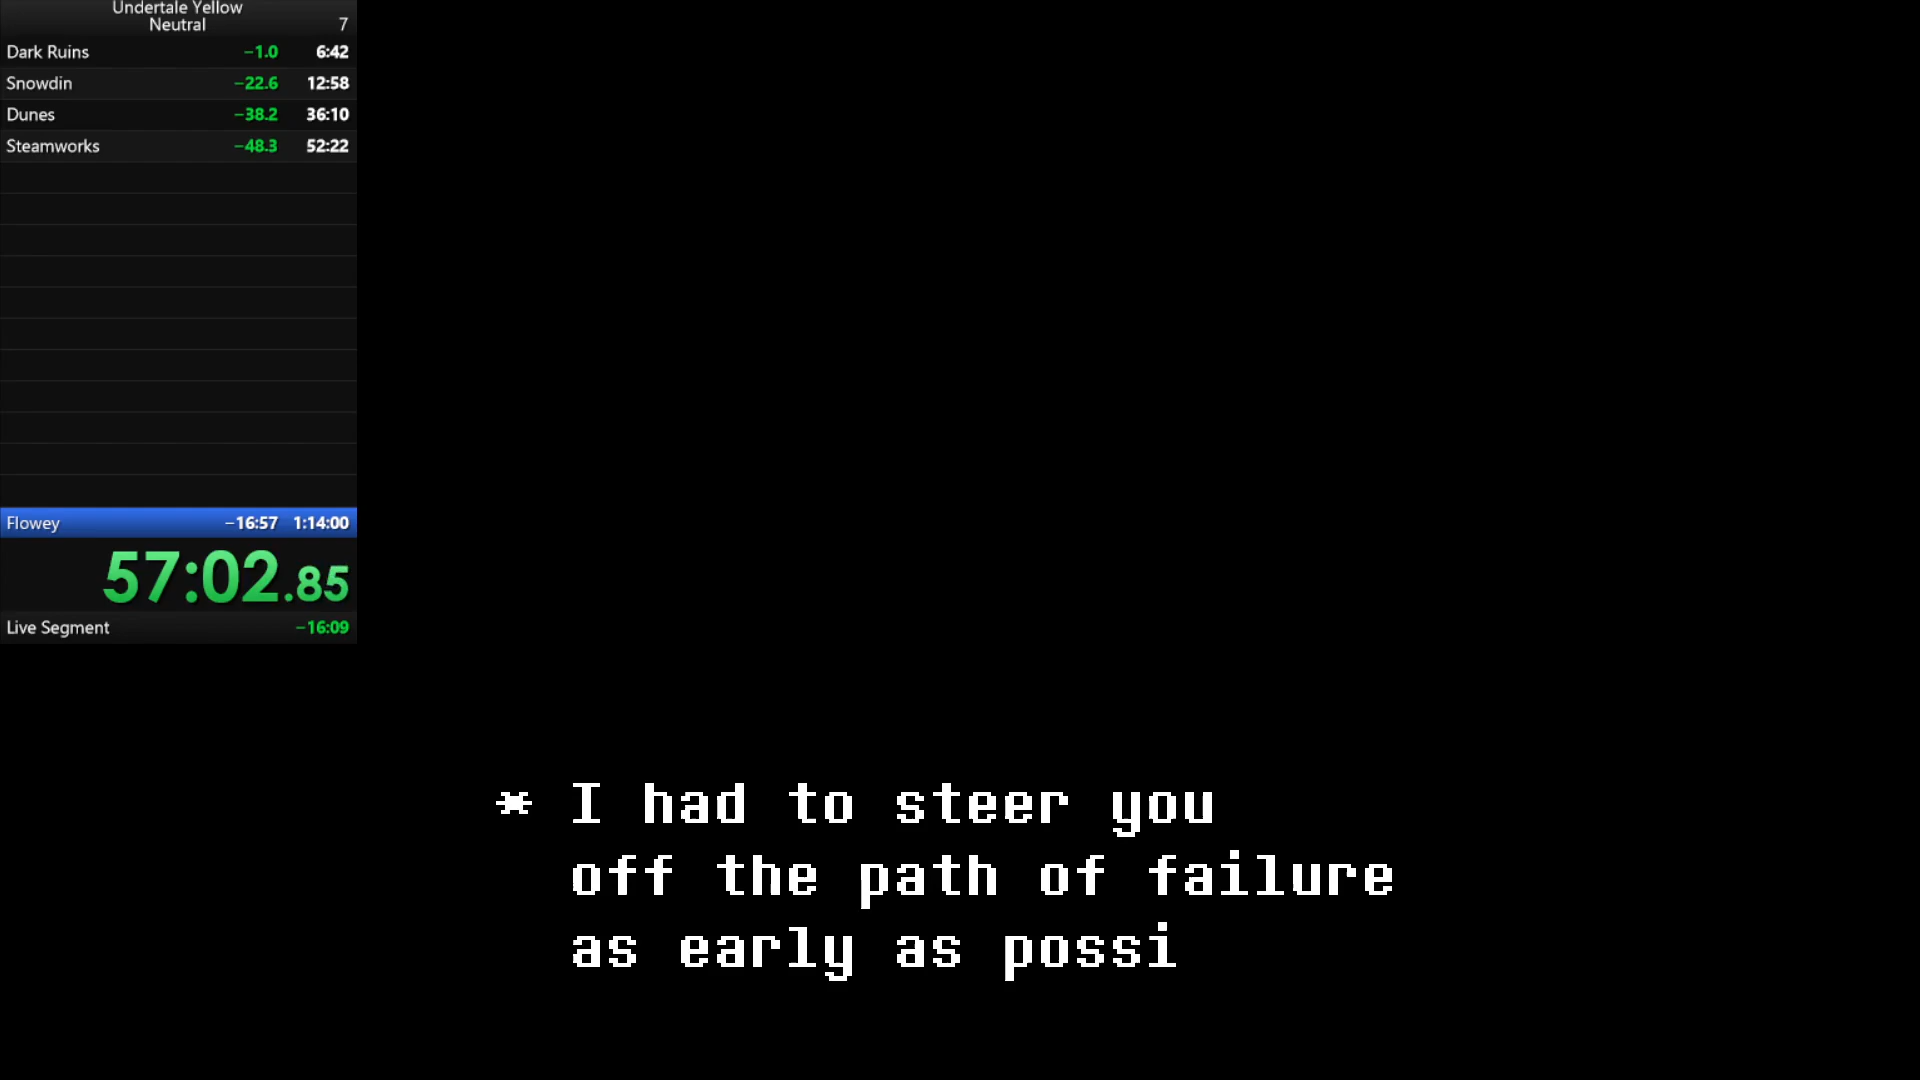 Undertale Yellow
Neutral 7
Dark Ruins −1.0 6:42
Snowdin −22.6 12:58
Dunes −38.2 36:10
Steamworks −48.3 52:22
Flowey −16:57 1:14:00
57:02.85
Live Segment −16:09
* I had to steer you
off the path of failure
as early as possi